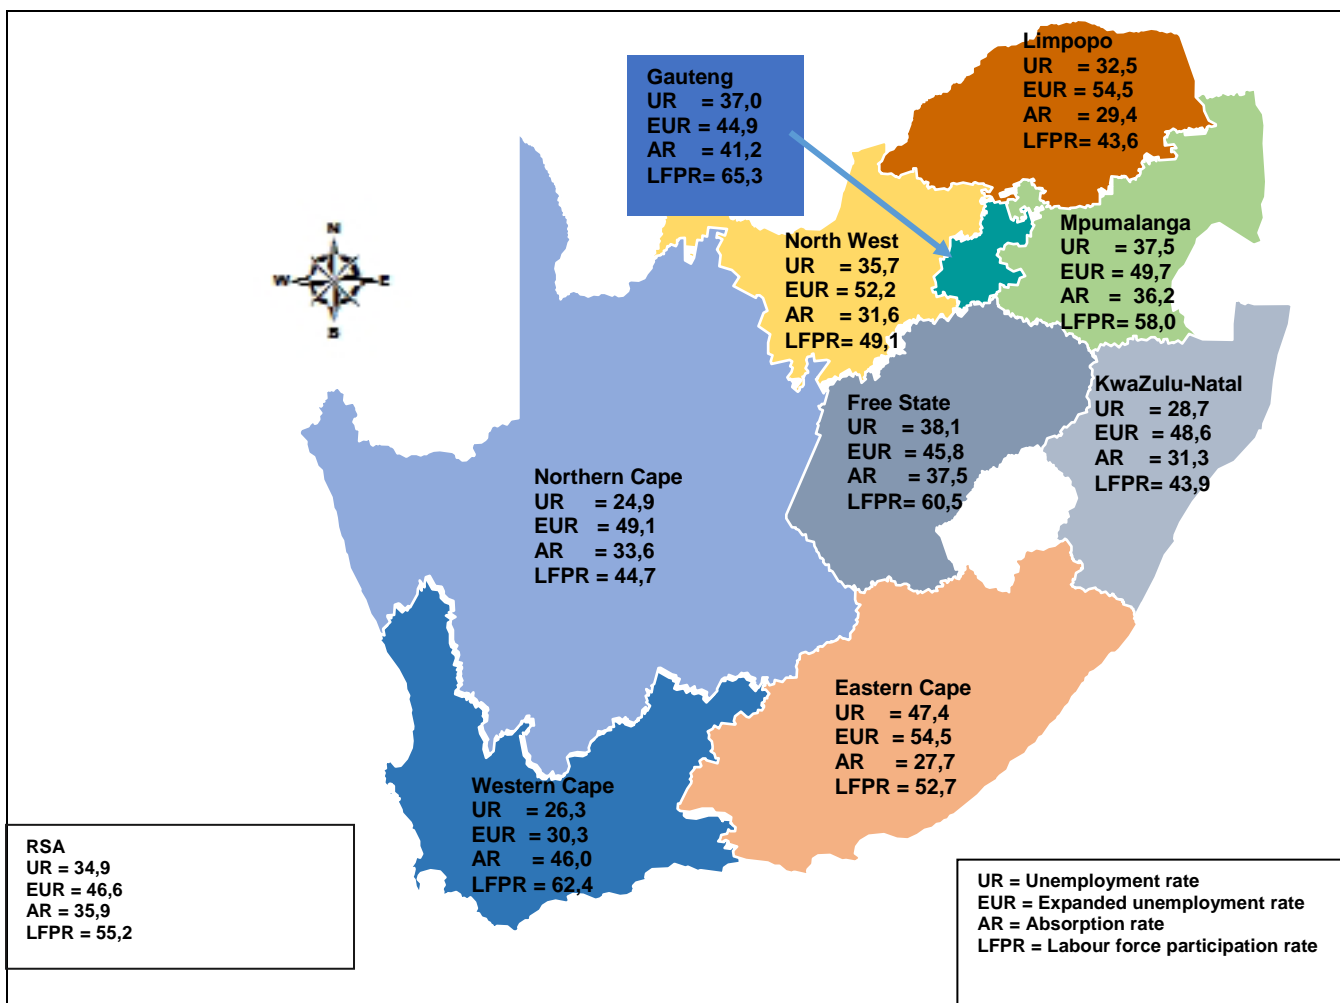 Limpopo
UR = 32,5
EUR = 54,5
AR = 29,4
LFPR= 43,6
Gauteng
UR = 37,0
EUR = 44,9
AR = 41,2
LFPR= 65,3
Mpumalanga
UR = 37,5
EUR = 49,7
AR = 36,2
LFPR= 58,0
North West
UR = 35,7
EUR = 52,2
AR = 31,6
LFPR= 49,1
N
W
E
S
KwaZulu-Natal
UR = 28,7
EUR = 48,6
AR = 31,3
LFPR= 43,9
Free State
UR = 38,1
EUR = 45,8
AR = 37,5
LFPR= 60,5
Northern Cape
UR = 24,9
EUR = 49,1
AR = 33,6
LFPR = 44,7
Eastern Cape
UR = 47,4
EUR = 54,5
AR = 27,7
LFPR = 52,7
Western Cape
UR = 26,3
EUR = 30,3
AR = 46,0
LFPR = 62,4
RSA
UR = 34,9
EUR = 46,6
AR = 35,9
LFPR = 55,2
UR = Unemployment rate
EUR = Expanded unemployment rate
AR = Absorption rate
LFPR = Labour force participation rate